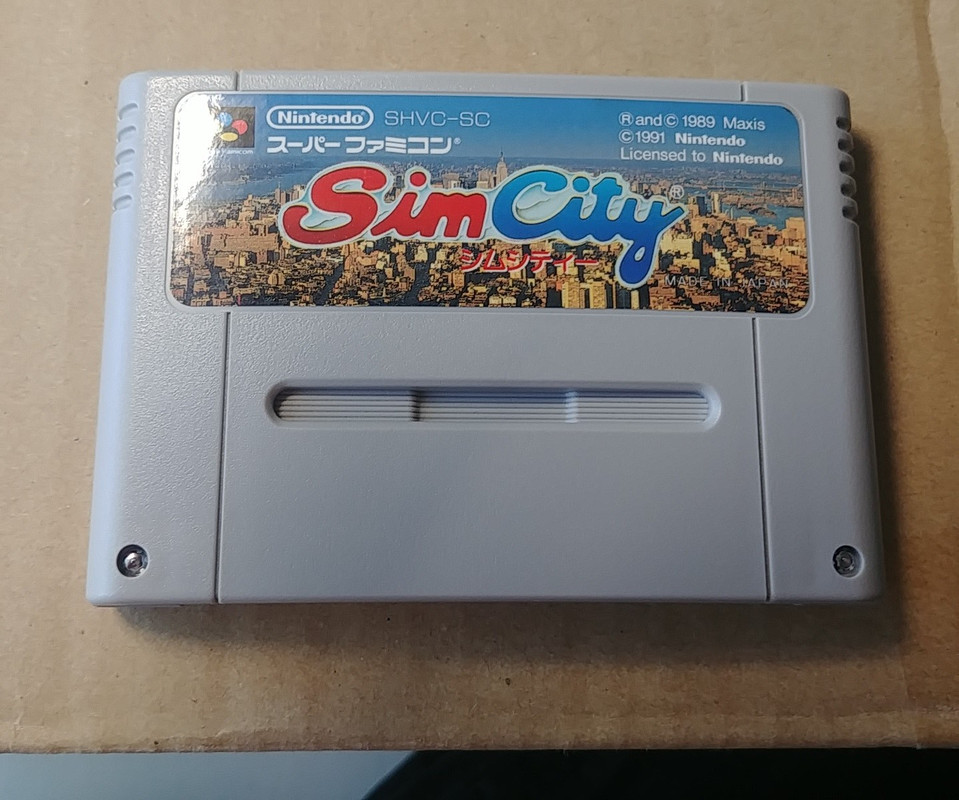 Nintendo SHVC-SC
スーパーファミコン®
® and © 1989 Maxis
©1991 Nintendo
Licensed to Nintendo
SimCity®
シムシティー
MADE IN JAPAN